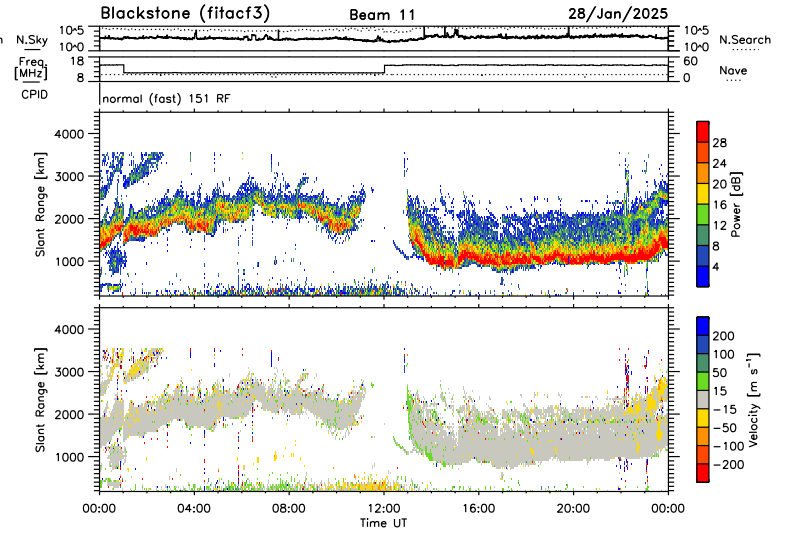 Blackstone (fitacf3) Beam 11 28/Jan/2025
N.Sky 10^5 10^0 10^5 10^0 N.Search
Freq. [MHz] 18 8 60 0 Nave
CPID normal (fast) 151 RF
Slant Range [km] 4000 3000 2000 1000
28 24 20 16 12 8 4 Power [dB]
Slant Range [km] 4000 3000 2000 1000
200 100 50 15 −15 −50 −100 −200 Velocity [m s⁻¹]
00:00 04:00 08:00 12:00 16:00 20:00 00:00
Time UT